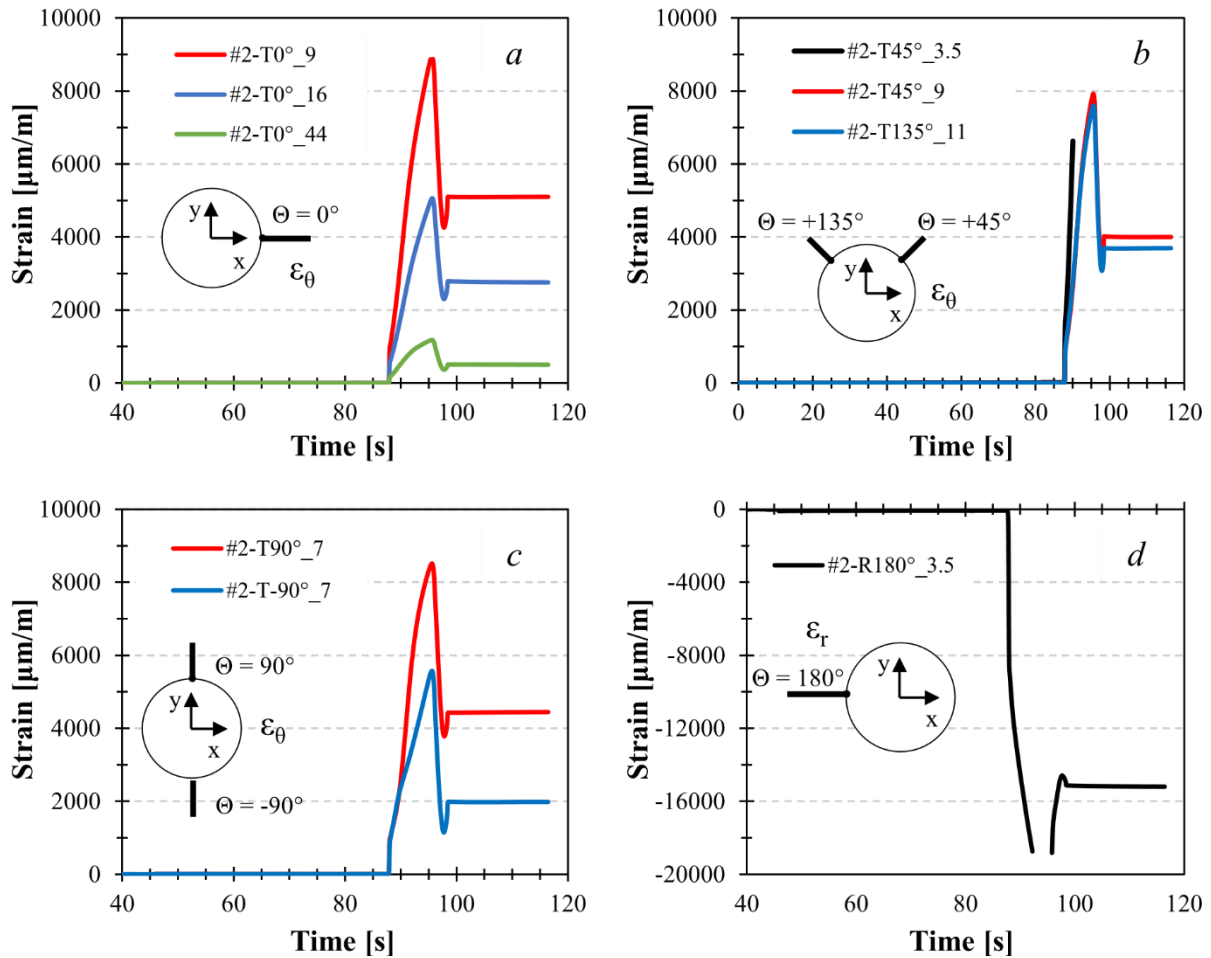 a
#2-T0°_9
#2-T0°_16
#2-T0°_44
Θ = 0°
y
x
εθ
Strain [µm/m]
10000
8000
6000
4000
2000
0
40
60
80
100
120
Time [s]
b
#2-T45°_3.5
#2-T45°_9
#2-T135°_11
Θ = +135°
Θ = +45°
y
x
εθ
Strain [µm/m]
10000
8000
6000
4000
2000
0
0
20
40
60
80
100
120
Time [s]
c
#2-T90°_7
#2-T-90°_7
Θ = 90°
y
x
εθ
Θ = -90°
Strain [µm/m]
10000
8000
6000
4000
2000
0
40
60
80
100
120
Time [s]
d
#2-R180°_3.5
εr
Θ = 180°
y
x
Strain [µm/m]
0
-4000
-8000
-12000
-16000
-20000
40
60
80
100
120
Time [s]